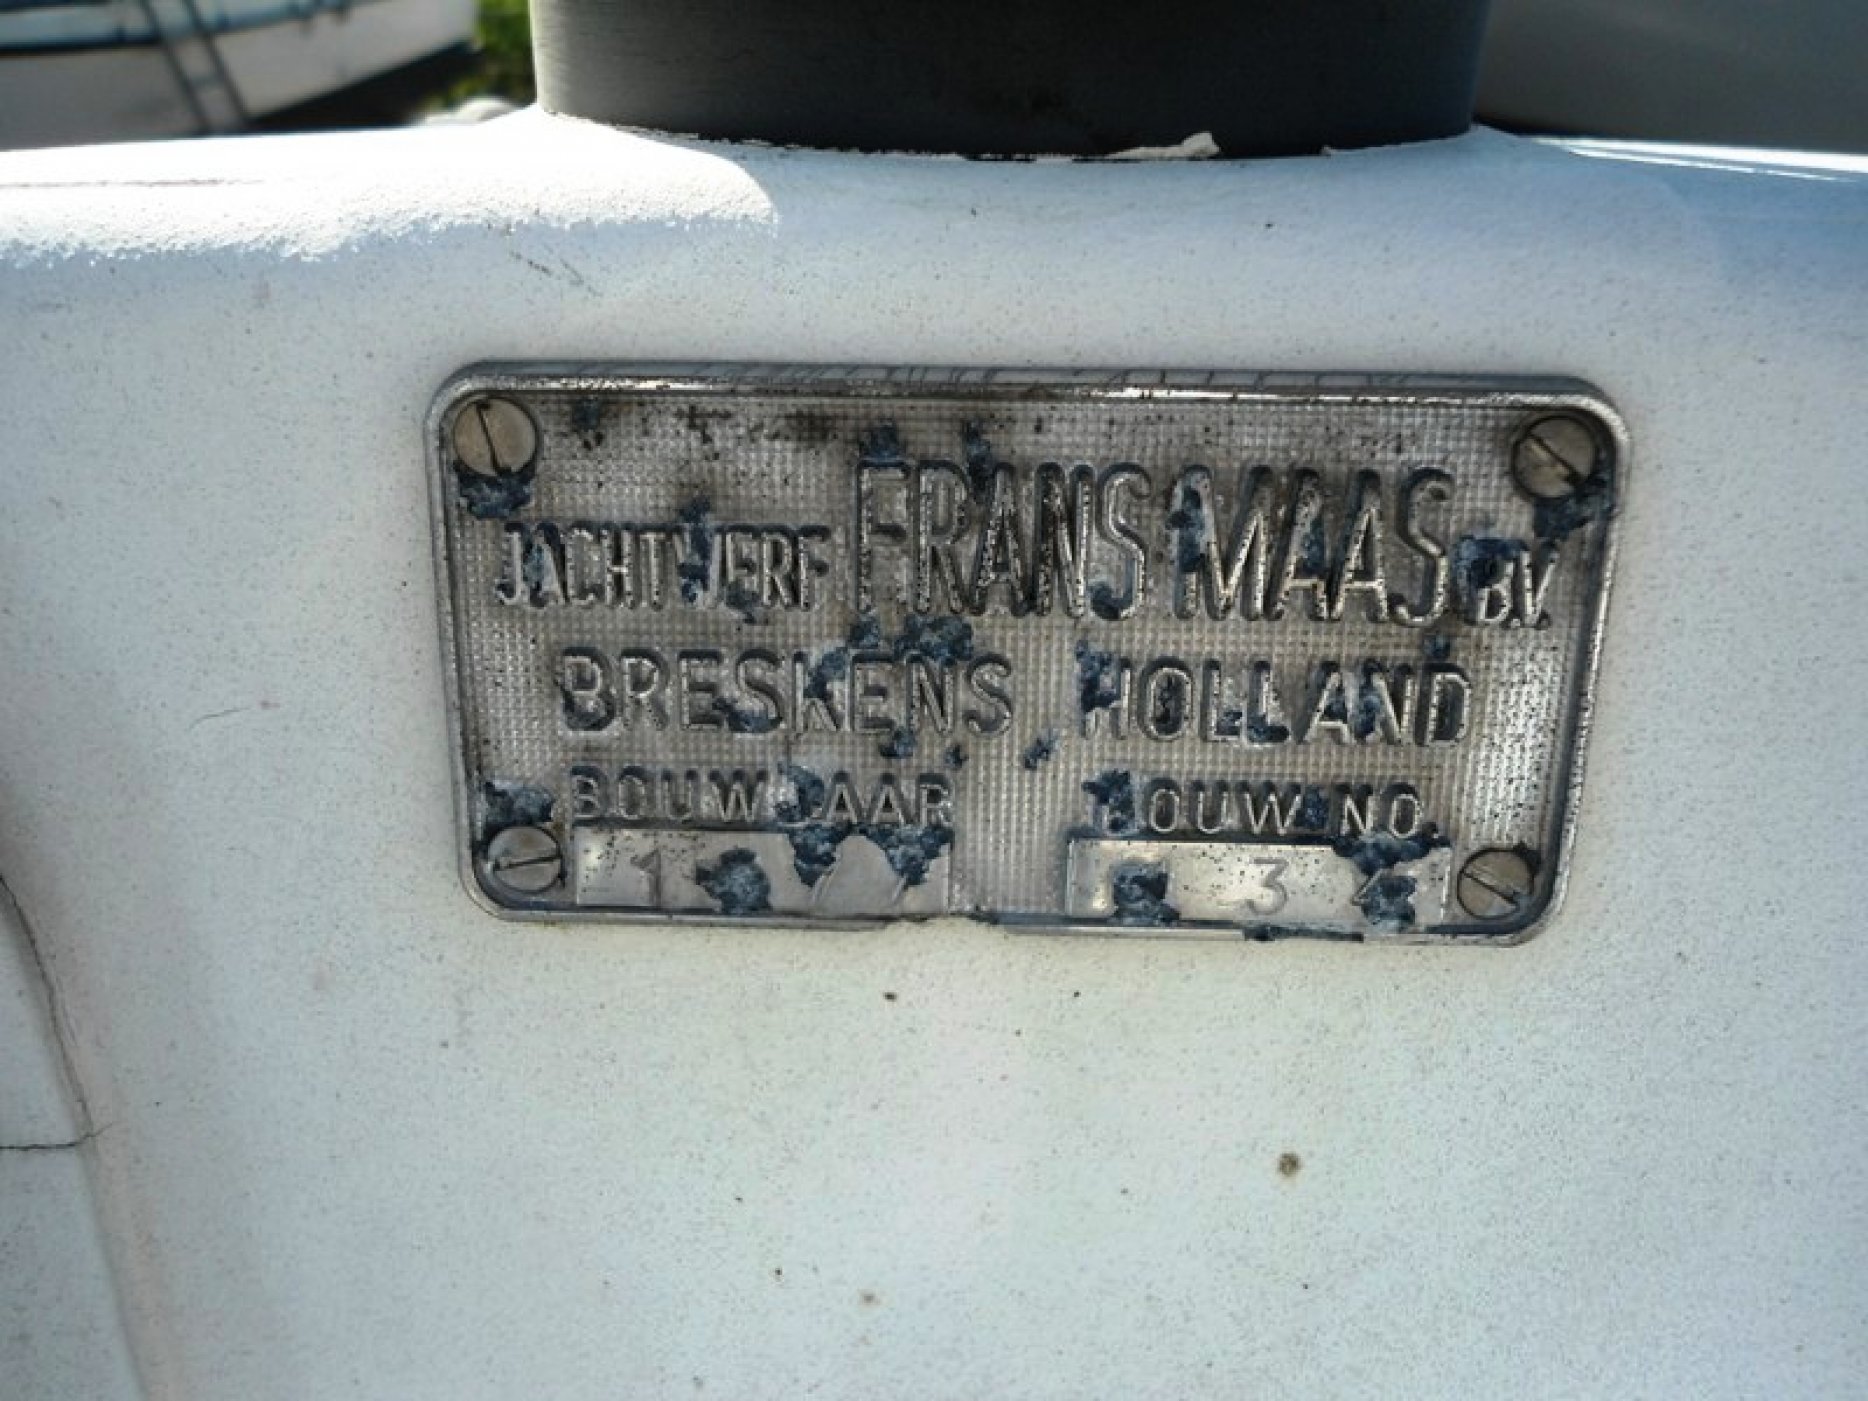 JACHTWERF FRANS MAAS B.V.
BRESKENS HOLLAND
BOUWJAAR BOUW NO.